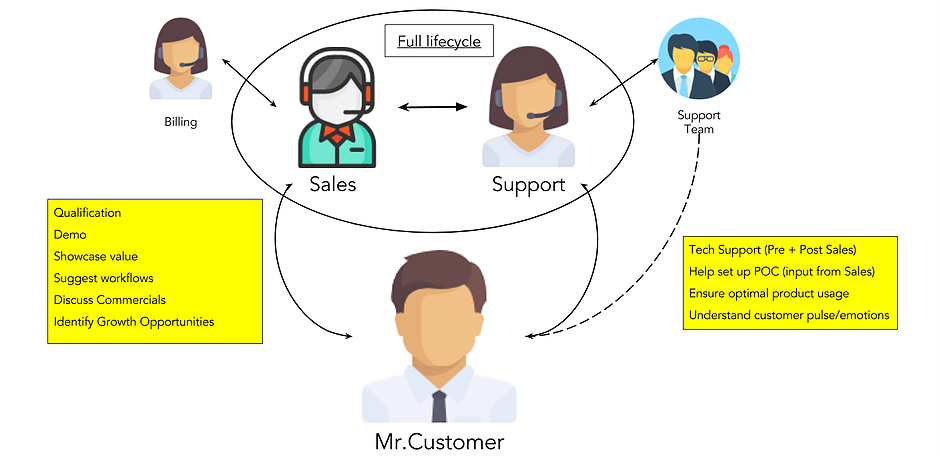 Full lifecycle
Billing
Support
Team
Sales
Support
Qualification
Demo
Showcase value
Suggest workflows
Discuss Commercials
Identify Growth Opportunities
Tech Support (Pre + Post Sales)
Help set up POC (input from Sales)
Ensure optimal product usage
Understand customer pulse/emotions
Mr.Customer